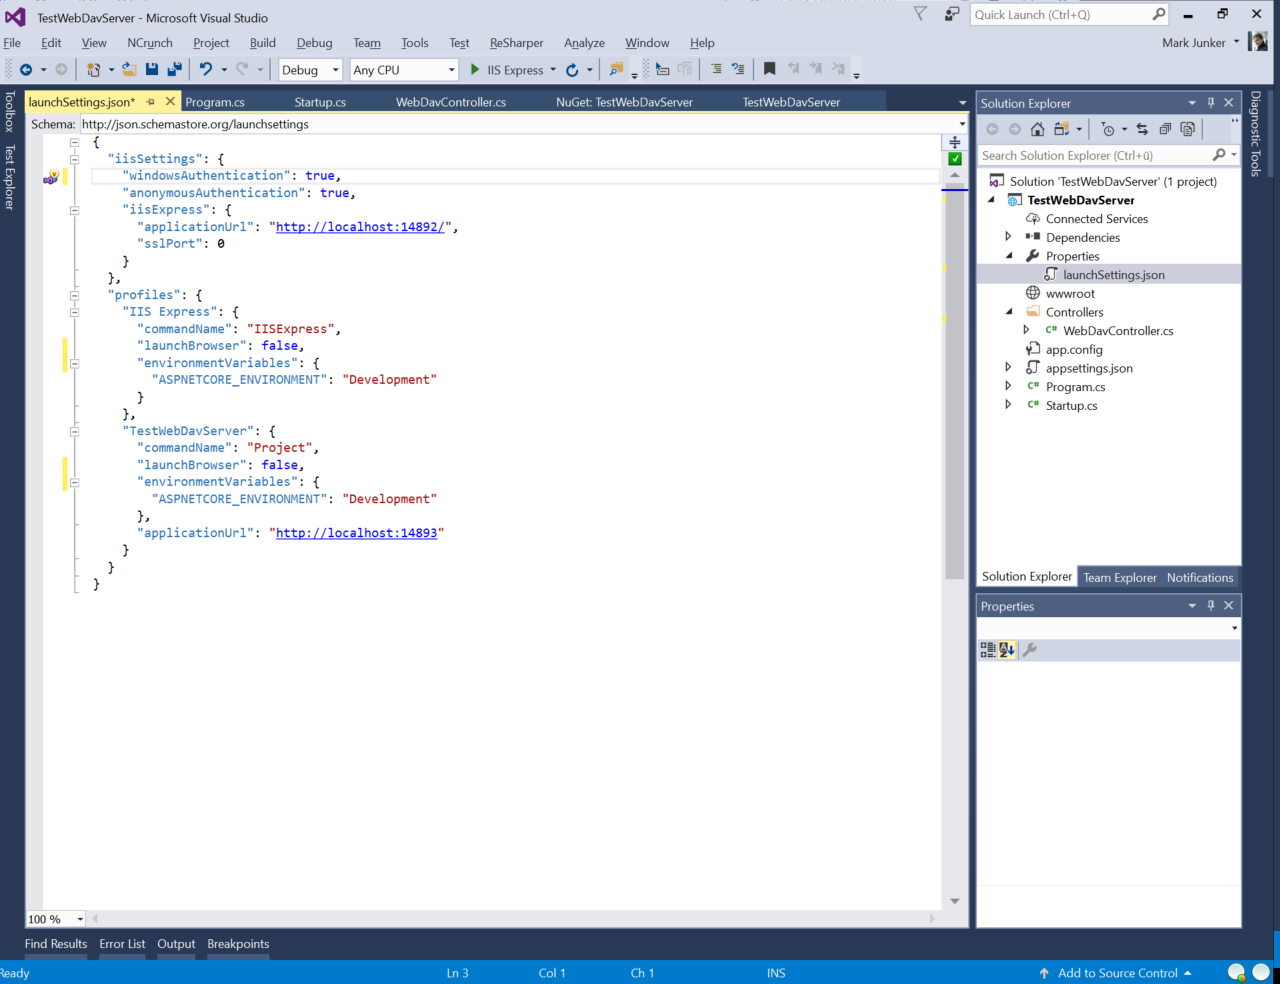 TestWebDavServer - Microsoft Visual Studio
Quick Launch (Ctrl+Q)
File Edit View NCrunch Project Build Debug Team Tools Test ReSharper Analyze Window Help
Mark Junker
Debug Any CPU IIS Express
Toolbox
Test Explorer
launchSettings.json* Program.cs Startup.cs WebDavController.cs NuGet: TestWebDavServer TestWebDavServer
Schema: http://json.schemastore.org/launchsettings
{
"iisSettings": {
"windowsAuthentication": true,
"anonymousAuthentication": true,
"iisExpress": {
"applicationUrl": "http://localhost:14892/",
"sslPort": 0
}
},
"profiles": {
"IIS Express": {
"commandName": "IISExpress",
"launchBrowser": false,
"environmentVariables": {
"ASPNETCORE_ENVIRONMENT": "Development"
}
},
"TestWebDavServer": {
"commandName": "Project",
"launchBrowser": false,
"environmentVariables": {
"ASPNETCORE_ENVIRONMENT": "Development"
},
"applicationUrl": "http://localhost:14893"
}
}
}
100 %
Solution Explorer
Search Solution Explorer (Ctrl+ü)
Solution 'TestWebDavServer' (1 project)
TestWebDavServer
Connected Services
Dependencies
Properties
launchSettings.json
wwwroot
Controllers
C# WebDavController.cs
app.config
appsettings.json
C# Program.cs
C# Startup.cs
Solution Explorer Team Explorer Notifications
Properties
Diagnostic Tools
Find Results Error List Output Breakpoints
Ready Ln 3 Col 1 Ch 1 INS Add to Source Control